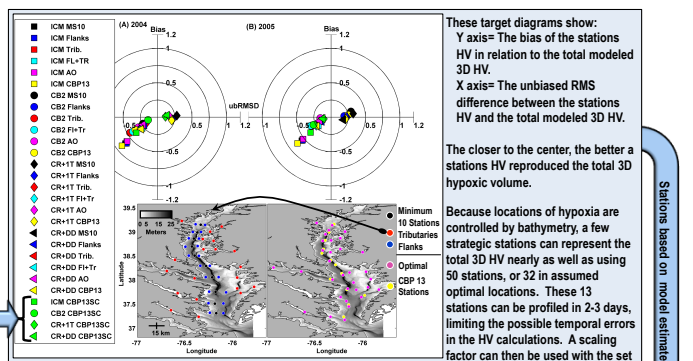 ICM MS10
ICM Flanks
ICM Trib.
ICM FL+TR
ICM AO
ICM CBP13
CB2 MS10
CB2 Flanks
CB2 Trib.
CB2 Fl+Tr
CB2 AO
CB2 CBP13
CR+1T MS10
CR+1T Flanks
CR+1T Trib.
CR+1T Fl+Tr
CR+1T AO
CR+1T CBP13
CR+DD MS10
CR+DD Flanks
CR+DD Trib.
CR+DD Fl+Tr
CR+DD AO
CR+DD CBP13
ICM CBP13SC
CB2 CBP13SC
CR+1T CBP13SC
CR+DD CBP13SC
(A) 2004
Bias
1.2
1
0.5
ubRMSD
0.5
1
1.2
-0.5
-1
-1.2
(B) 2005
Bias
1.2
1
0.5
0.5
1
1.2
-0.5
-1
-1.2
39.5
39
38.5
38
37.5
37
Latitude
0 5 15 25
Meters
15 km
-77
-76
-77
-76
Longitude
Longitude
Minimum
10 Stations
Tributaries
Flanks
Optimal
CBP 13
Stations
These target diagrams show:
Y axis= The bias of the stations
HV in relation to the total modeled
3D HV.
X axis= The unbiased RMS
difference between the stations
HV and the total modeled 3D HV.
The closer to the center, the better a
stations HV reproduced the total 3D
hypoxic volume.
Because locations of hypoxia are
controlled by bathymetry, a few
strategic stations can represent the
total 3D HV nearly as well as using
50 stations, or 32 in assumed
optimal locations. These 13
stations can be profiled in 2-3 days,
limiting the possible temporal errors
in the HV calculations. A scaling
factor can then be used with the set
Stations based on model estimate